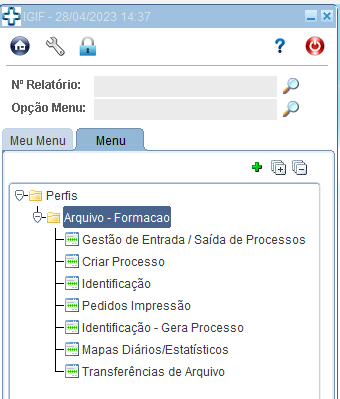 IGIF - 28/04/2023 14:37
?
Nº Relatório:
Opção Menu:
Meu Menu
Menu
Perfis
Arquivo - Formacao
Gestão de Entrada / Saída de Processos
Criar Processo
Identificação
Pedidos Impressão
Identificação - Gera Processo
Mapas Diários/Estatísticos
Transferências de Arquivo